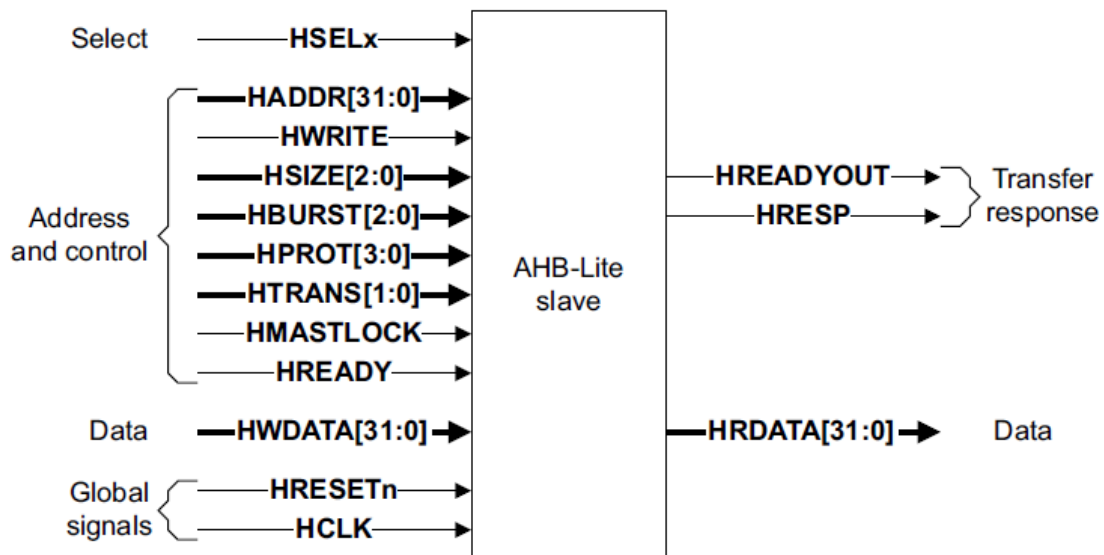 Select
HSELx
HADDR[31:0]
HWRITE
HSIZE[2:0]
HBURST[2:0]
HPROT[3:0]
HTRANS[1:0]
HMASTLOCK
HREADY
Address
and control
Data
HWDATA[31:0]
Global
signals
HRESETn
HCLK
AHB-Lite
slave
HREADYOUT
HRESP
Transfer
response
HRDATA[31:0]
Data